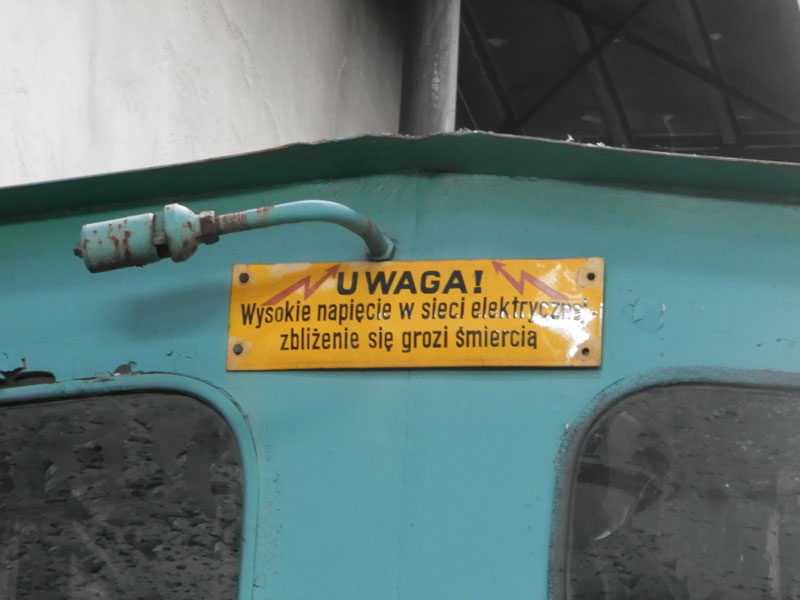 UWAGA!
Wysokie napięcie w sieci elektrycznej
zbliżenie się grozi śmiercią